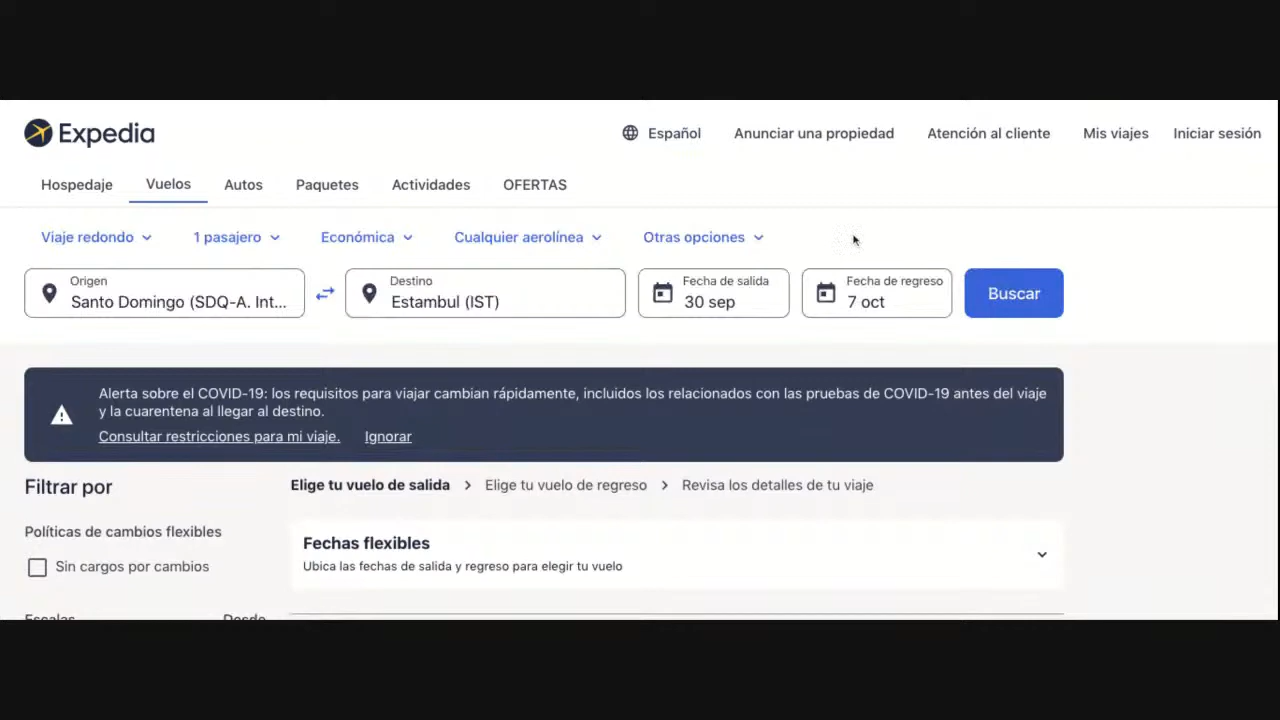 Expedia
Español Anunciar una propiedad Atención al cliente Mis viajes Iniciar sesión
Hospedaje Vuelos Autos Paquetes Actividades OFERTAS
Viaje redondo 1 pasajero Económica Cualquier aerolínea Otras opciones
Origen Destino Fecha de salida Fecha de regreso
Santo Domingo (SDQ-A. Int... Estambul (IST) 30 sep 7 oct Buscar
Alerta sobre el COVID-19: los requisitos para viajar cambian rápidamente, incluidos los relacionados con las pruebas de COVID-19 antes del viaje
y la cuarentena al llegar al destino.
Consultar restricciones para mi viaje. Ignorar
Filtrar por Elige tu vuelo de salida > Elige tu vuelo de regreso > Revisa los detalles de tu viaje
Políticas de cambios flexibles
Sin cargos por cambios
Fechas flexibles
Ubica las fechas de salida y regreso para elegir tu vuelo
Escalas Desde